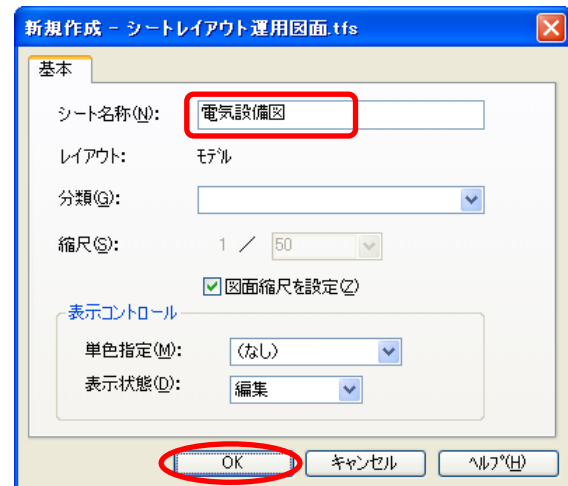 新規作成 - シートレイアウト運用図面.tfs
基本
シート名称(N): 電気設備図
レイアウト: ﾓﾃﾞﾙ
分類(G):
縮尺(S): 1 ／ 50
図面縮尺を設定(Z)
表示コントロール
単色指定(M): (なし)
表示状態(D): 編集
OK キャンセル ﾍﾙﾌﾟ(H)